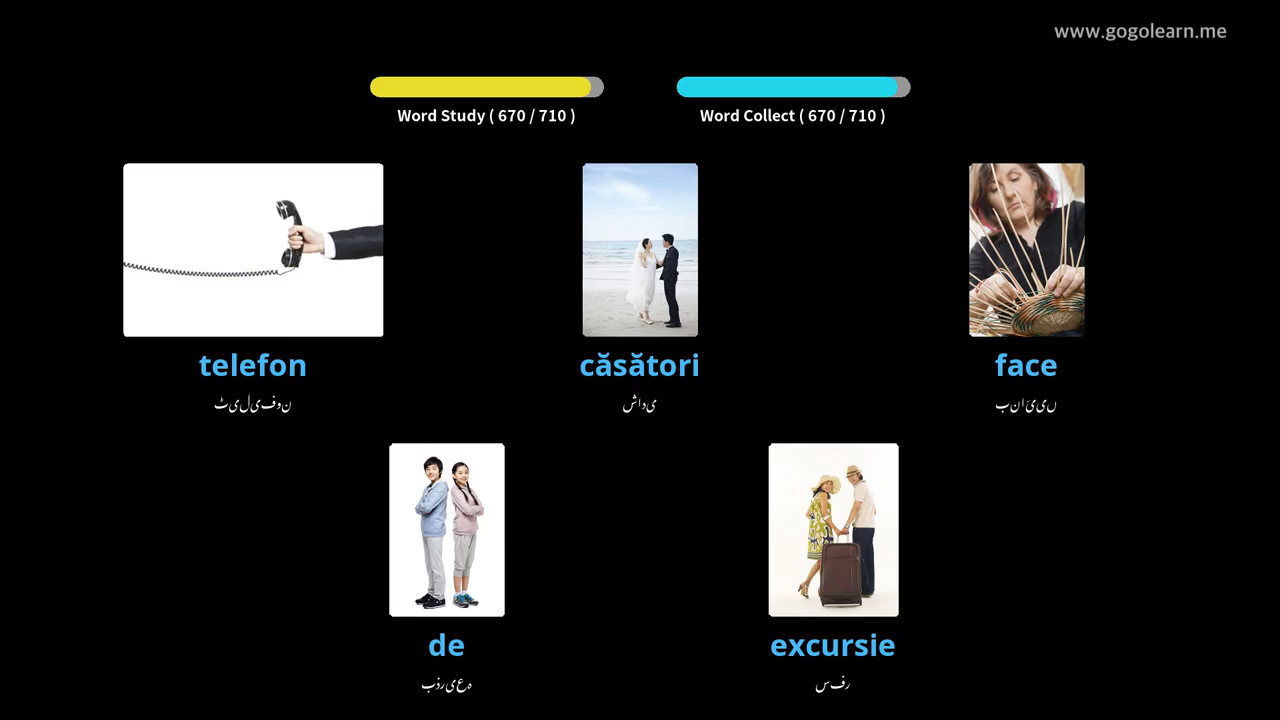 www.gogolearn.me
Word Study ( 670 / 710 )
Word Collect ( 670 / 710 )
telefon
ٹیلیفون
căsători
شادی
face
بنائیں
de
بذریعہ
excursie
سفر